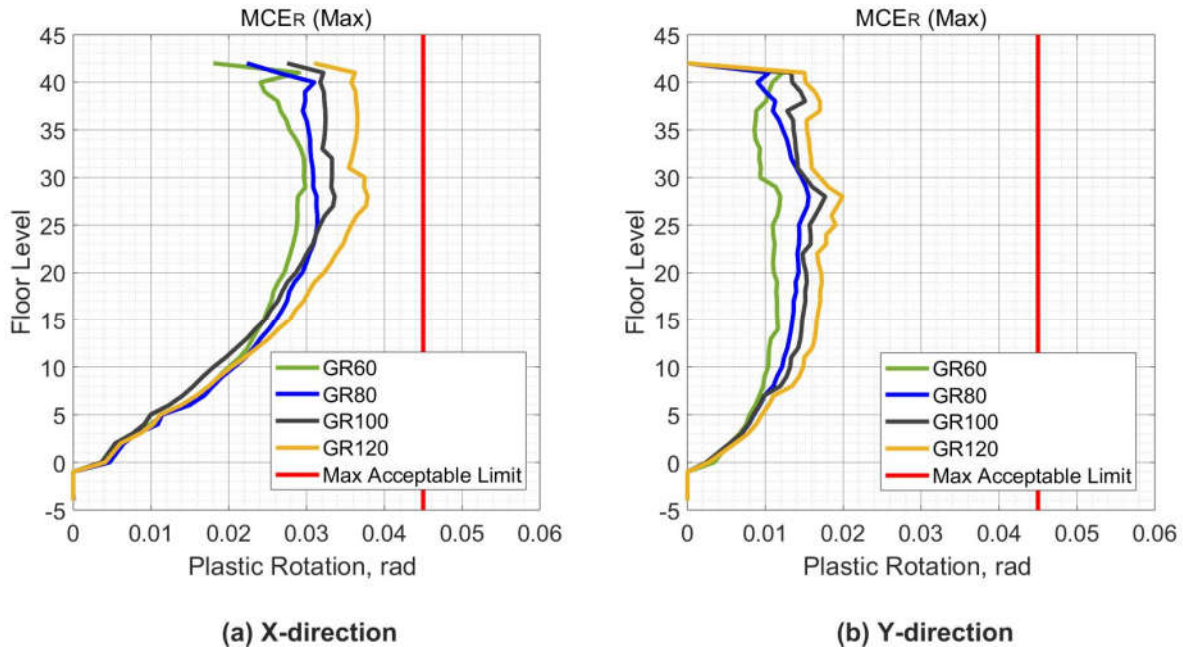 MCER (Max)
45
40
35
30
25
20
15
10
5
0
-5
Floor Level
GR60
GR80
GR100
GR120
Max Acceptable Limit
0 0.01 0.02 0.03 0.04 0.05 0.06
Plastic Rotation, rad
(a) X-direction
MCER (Max)
45
40
35
30
25
20
15
10
5
0
-5
Floor Level
GR60
GR80
GR100
GR120
Max Acceptable Limit
0 0.01 0.02 0.03 0.04 0.05 0.06
Plastic Rotation, rad
(b) Y-direction